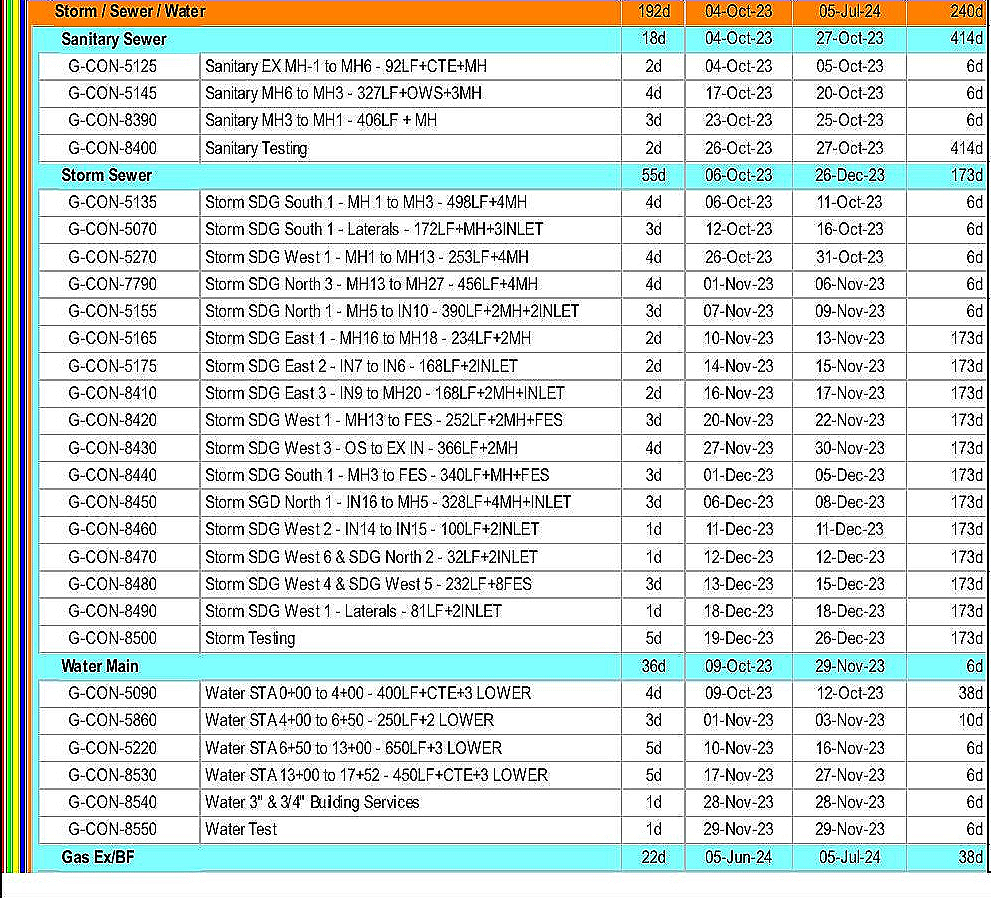 Storm / Sewer / Water 192d 04-Oct-23 05-Jul-24 240d
Sanitary Sewer 18d 04-Oct-23 27-Oct-23 414d
G-CON-5125 Sanitary EX MH-1 to MH6 - 92LF+CTE+MH 2d 04-Oct-23 05-Oct-23 6d
G-CON-5145 Sanitary MH6 to MH3 - 327LF+OWS+3MH 4d 17-Oct-23 20-Oct-23 6d
G-CON-8390 Sanitary MH3 to MH1 - 406LF + MH 3d 23-Oct-23 25-Oct-23 6d
G-CON-8400 Sanitary Testing 2d 26-Oct-23 27-Oct-23 414d
Storm Sewer 55d 06-Oct-23 26-Dec-23 173d
G-CON-5135 Storm SDG South 1 - MH 1 to MH3 - 498LF+4MH 4d 06-Oct-23 11-Oct-23 6d
G-CON-5070 Storm SDG South 1 - Laterals - 172LF+MH+3INLET 3d 12-Oct-23 16-Oct-23 6d
G-CON-5270 Storm SDG West 1 - MH1 to MH13 - 253LF+4MH 4d 26-Oct-23 31-Oct-23 6d
G-CON-7790 Storm SDG North 3 - MH13 to MH27 - 456LF+4MH 4d 01-Nov-23 06-Nov-23 6d
G-CON-5155 Storm SDG North 1 - MH5 to IN10 - 390LF+2MH+2INLET 3d 07-Nov-23 09-Nov-23 6d
G-CON-5165 Storm SDG East 1 - MH16 to MH18 - 234LF+2MH 2d 10-Nov-23 13-Nov-23 173d
G-CON-5175 Storm SDG East 2 - IN7 to IN6 - 168LF+2INLET 2d 14-Nov-23 15-Nov-23 173d
G-CON-8410 Storm SDG East 3 - IN9 to MH20 - 168LF+2MH+INLET 2d 16-Nov-23 17-Nov-23 173d
G-CON-8420 Storm SDG West 1 - MH13 to FES - 252LF+2MH+FES 3d 20-Nov-23 22-Nov-23 173d
G-CON-8430 Storm SDG West 3 - OS to EX IN - 366LF+2MH 4d 27-Nov-23 30-Nov-23 173d
G-CON-8440 Storm SDG South 1 - MH3 to FES - 340LF+MH+FES 3d 01-Dec-23 05-Dec-23 173d
G-CON-8450 Storm SGD North 1 - IN16 to MH5 - 328LF+4MH+INLET 3d 06-Dec-23 08-Dec-23 173d
G-CON-8460 Storm SDG West 2 - IN14 to IN15 - 100LF+2INLET 1d 11-Dec-23 11-Dec-23 173d
G-CON-8470 Storm SDG West 6 & SDG North 2 - 32LF+2INLET 1d 12-Dec-23 12-Dec-23 173d
G-CON-8480 Storm SDG West 4 & SDG West 5 - 232LF+8FES 3d 13-Dec-23 15-Dec-23 173d
G-CON-8490 Storm SDG West 1 - Laterals - 81LF+2INLET 1d 18-Dec-23 18-Dec-23 173d
G-CON-8500 Storm Testing 5d 19-Dec-23 26-Dec-23 173d
Water Main 36d 09-Oct-23 29-Nov-23 6d
G-CON-5090 Water STA 0+00 to 4+00 - 400LF+CTE+3 LOWER 4d 09-Oct-23 12-Oct-23 38d
G-CON-5860 Water STA 4+00 to 6+50 - 250LF+2 LOWER 3d 01-Nov-23 03-Nov-23 10d
G-CON-5220 Water STA 6+50 to 13+00 - 650LF+3 LOWER 5d 10-Nov-23 16-Nov-23 6d
G-CON-8530 Water STA 13+00 to 17+52 - 450LF+CTE+3 LOWER 5d 17-Nov-23 27-Nov-23 6d
G-CON-8540 Water 3" & 3/4" Building Services 1d 28-Nov-23 28-Nov-23 6d
G-CON-8550 Water Test 1d 29-Nov-23 29-Nov-23 6d
Gas Ex/BF 22d 05-Jun-24 05-Jul-24 38d